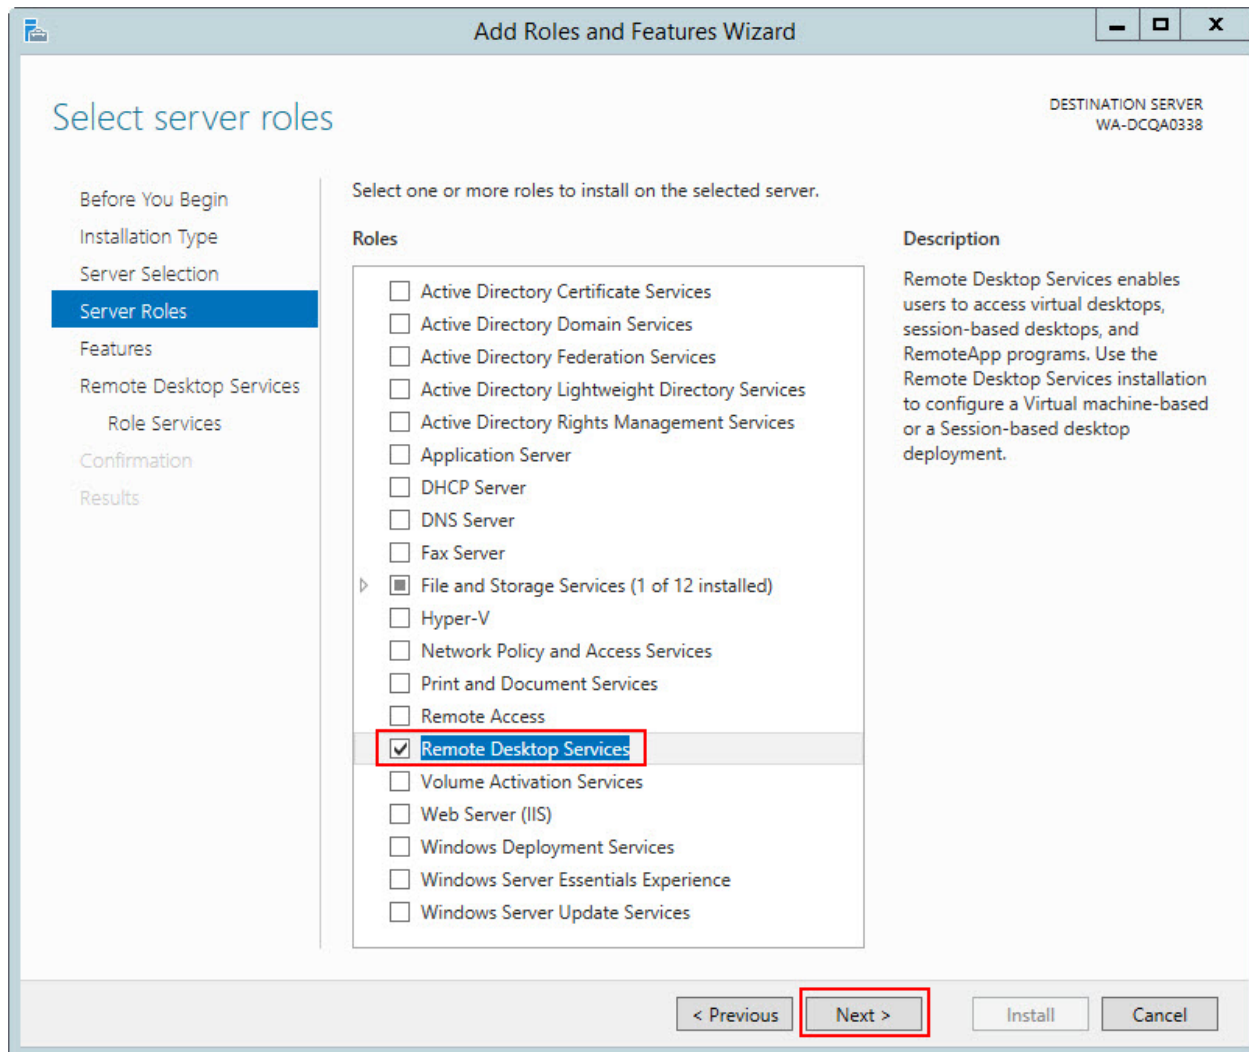 Add Roles and Features Wizard
Select server roles
DESTINATION SERVER
WA-DCQA0338
Before You Begin
Installation Type
Server Selection
Server Roles
Features
Remote Desktop Services
Role Services
Confirmation
Results
Select one or more roles to install on the selected server.
Roles
Active Directory Certificate Services
Active Directory Domain Services
Active Directory Federation Services
Active Directory Lightweight Directory Services
Active Directory Rights Management Services
Application Server
DHCP Server
DNS Server
Fax Server
File and Storage Services (1 of 12 installed)
Hyper-V
Network Policy and Access Services
Print and Document Services
Remote Access
Remote Desktop Services
Volume Activation Services
Web Server (IIS)
Windows Deployment Services
Windows Server Essentials Experience
Windows Server Update Services
Description
Remote Desktop Services enables
users to access virtual desktops,
session-based desktops, and
RemoteApp programs. Use the
Remote Desktop Services installation
to configure a Virtual machine-based
or a Session-based desktop
deployment.
< Previous
Next >
Install
Cancel